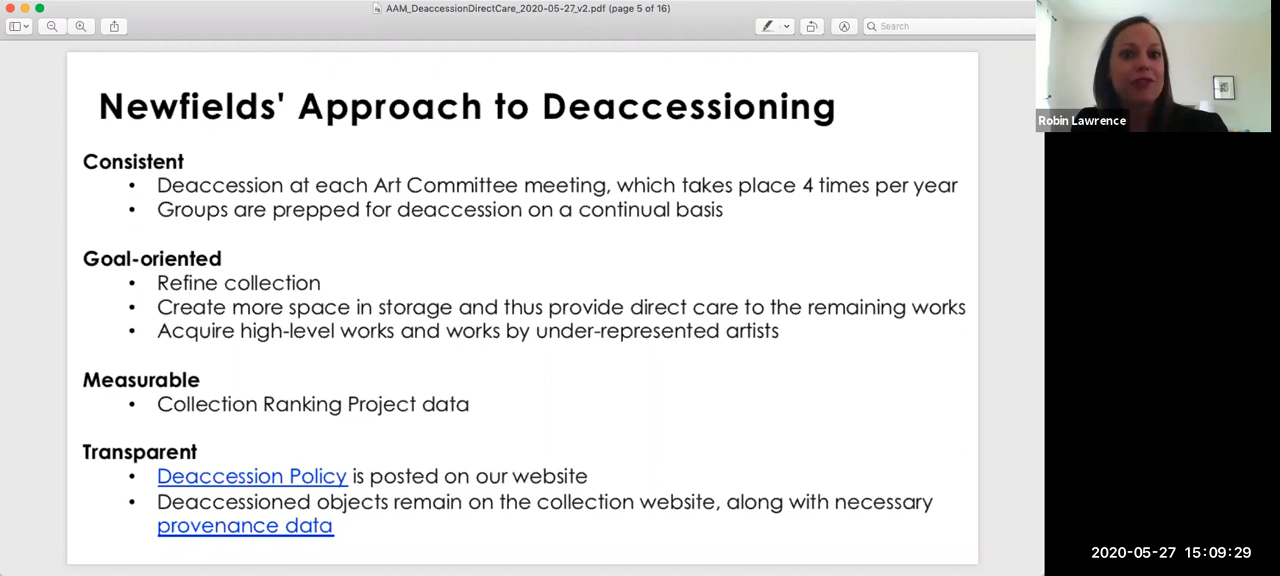 AAM_DeaccessionDirectCare_2020-05-27_v2.pdf (page 5 of 16)
Search
Robin Lawrence
Newfields' Approach to Deaccessioning
Consistent
• Deaccession at each Art Committee meeting, which takes place 4 times per year
• Groups are prepped for deaccession on a continual basis
Goal-oriented
• Refine collection
• Create more space in storage and thus provide direct care to the remaining works
• Acquire high-level works and works by under-represented artists
Measurable
• Collection Ranking Project data
Transparent
• Deaccession Policy is posted on our website
• Deaccessioned objects remain on the collection website, along with necessary
provenance data
2020-05-27 15:09:29